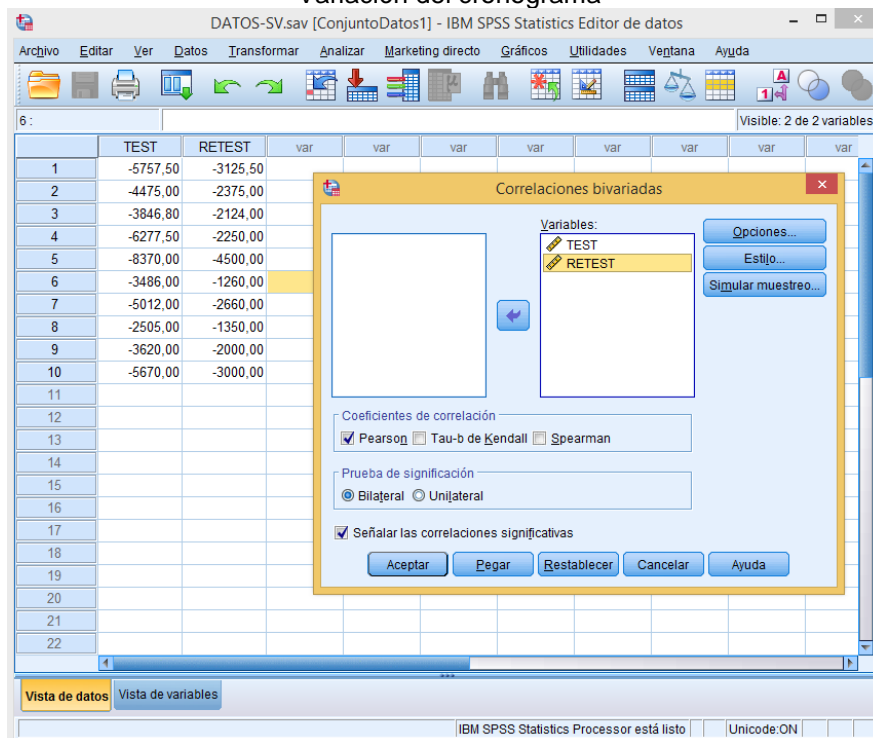 Variación del cronograma
DATOS-SV.sav [ConjuntoDatos1] - IBM SPSS Statistics Editor de datos
Archivo Editar Ver Datos Transformar Analizar Marketing directo Gráficos Utilidades Ventana Ayuda
6 :
Visible: 2 de 2 variables
TEST RETEST var var var var var var var var
1 -5757,50 -3125,50
2 -4475,00 -2375,00
3 -3846,80 -2124,00
4 -6277,50 -2250,00
5 -8370,00 -4500,00
6 -3486,00 -1260,00
7 -5012,00 -2660,00
8 -2505,00 -1350,00
9 -3620,00 -2000,00
10 -5670,00 -3000,00
11
12
13
14
15
16
17
18
19
20
21
22
Correlaciones bivariadas
Variables:
TEST
RETEST
Opciones...
Estilo...
Simular muestreo...
Coeficientes de correlación
Pearson Tau-b de Kendall Spearman
Prueba de significación
Bilateral Unilateral
Señalar las correlaciones significativas
Aceptar Pegar Restablecer Cancelar Ayuda
Vista de datos Vista de variables
IBM SPSS Statistics Processor está listo Unicode:ON